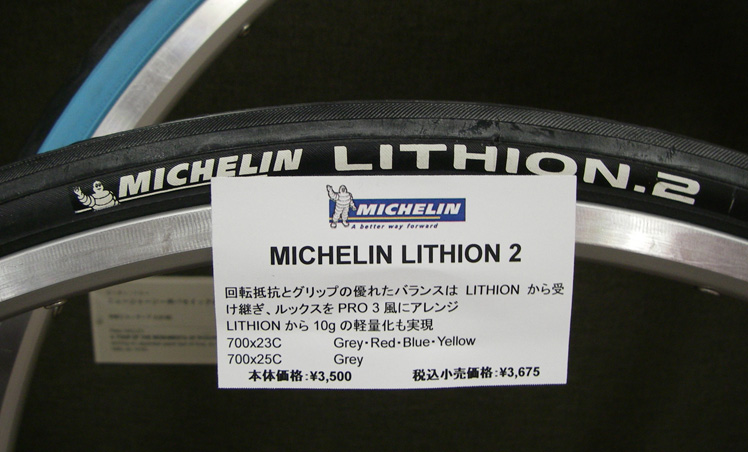 MICHELIN LITHION.2
MICHELIN
A better way forward
MICHELIN LITHION 2
回転抵抗とグリップの優れたバランスは LITHION から受
け継ぎ、ルックスを PRO 3 風にアレンジ
LITHION から 10g の軽量化も実現
700x23C Grey・Red・Blue・Yellow
700x25C Grey
本体価格:¥3,500 税込小売価格:¥3,675